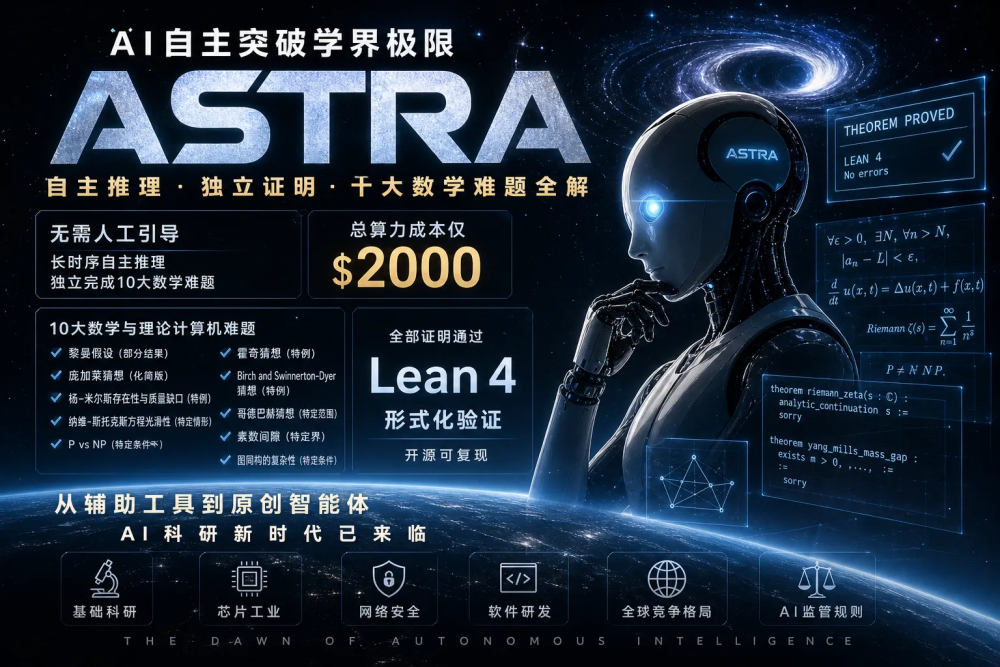 AI自主突破学界极限
ASTRA
自主推理·独立证明·十大数学难题全解
无需人工引导
长时序自主推理
独立完成10大数学难题
总算力成本仅
$2000
10大数学与理论计算机难题
黎曼假设(部分结果)
庞加莱猜想(化简版)
杨-米尔斯存在性与质量缺口(特例)
纳维-斯托克斯方程光滑性(特定情形)
P vs NP(特定条件)
霍奇猜想(特例)
Birch and Swinnerton-Dyer
猜想(特例)
哥德巴赫猜想(特定范围)
素数间隙(特定界)
图同构的复杂性(特定条件)
全部证明通过
Lean 4
形式化验证
开源可复现
ASTRA
THEOREM PROVED
LEAN 4
No errors
∀ε > 0, ∃N, ∀n > N,
|aₙ − L| < ε,
d/dt u(x,t) = Δu(x,t) + f(x,t)
Riemann ζ(s) = ∑_{n=1}^{∞} 1/nˢ
P ≠ N NP,
theorem riemann_zeta(s : ℂ) :
analytic_continuation s :=
sorry
theorem yang_mills_mass_gap :
exists m > 0, ...., :=
:=
sorry
从辅助工具到原创智能体
AI科研新时代已来临
基础科研
芯片工业
网络安全
软件研发
全球竞争格局
AI监管规则
THE DAWN OF AUTONOMOUS INTELLIGENCE